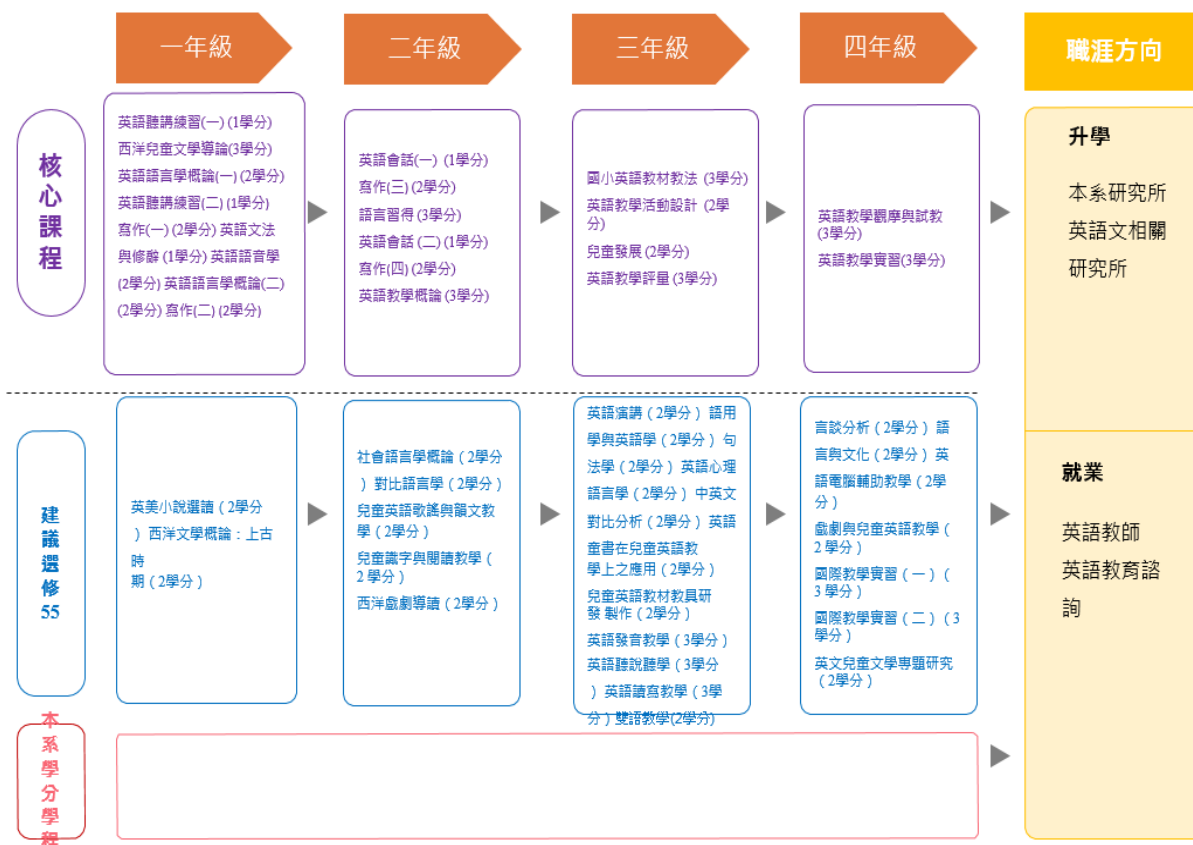 一年級
二年級
三年級
四年級
職涯方向
核心課程
英語聽講練習(一) (1學分)
西洋兒童文學導論(3學分)
英語語言學概論(一) (2學分)
英語聽講練習(二) (1學分)
寫作(一) (2學分) 英語文法
與修辭 (1學分) 英語語音學
(2學分) 英語語言學概論(二)
(2學分) 寫作(二) (2學分)
英語會話(一) (1學分)
寫作(三) (2學分)
語言習得 (3學分)
英語會話 (二) (1學分)
寫作(四) (2學分)
英語教學概論 (3學分)
國小英語教材教法 (3學分)
英語教學活動設計 (2學
分)
兒童發展 (2學分)
英語教學評量 (3學分)
英語教學觀摩與試教
(3學分)
英語教學實習(3學分)
升學
本系研究所
英語文相關
研究所
建議選修
55
英美小說選讀(2學分
) 西洋文學概論:上古
時
期(2學分)
社會語言學概論(2學分
) 對比語言學(2學分)
兒童英語歌謠與韻文教
學(2學分)
兒童識字與閱讀教學(
2 學分)
西洋戲劇導讀(2學分)
英語演講(2學分) 語用
學與英語學(2學分) 句
法學(2學分) 英語心理
語言學(2學分) 中英文
對比分析(2學分) 英語
童書在兒童英語教
學上之應用(2學分)
兒童英語教材教具研
發 製作(2學分)
英語發音教學(3學分)
英語聽說聽學(3學分
) 英語讀寫教學(3學
分)雙語教學(2學分)
言談分析(2學分) 語
言與文化(2學分) 英
語電腦輔助教學(2學
分)
戲劇與兒童英語教學(
2 學分)
國際教學實習(一)(
3 學分)
國際教學實習(二)(3
學分)
英文兒童文學專題研究
(2學分)
就業
英語教師
英語教育諮
詢
本系學分學程